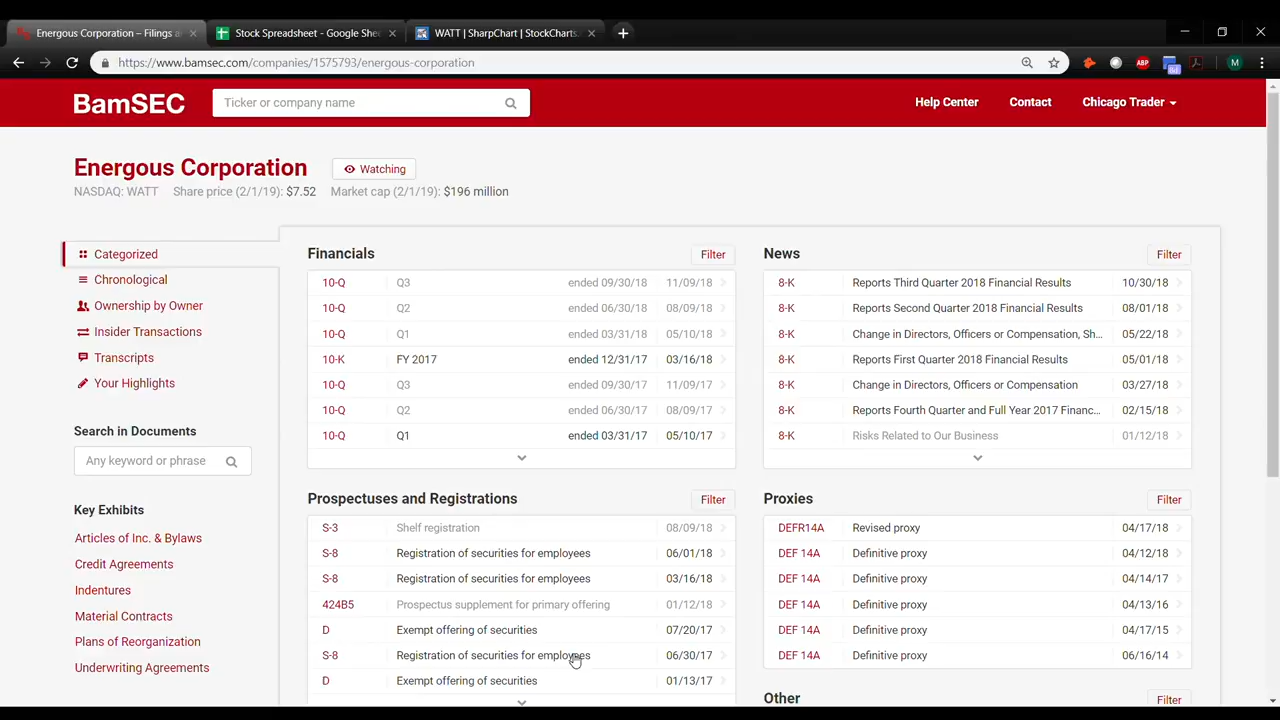 Energous Corporation – Filings a
Stock Spreadsheet - Google She
WATT | SharpChart | StockCharts.
https://www.bamsec.com/companies/1575793/energous-corporation
ABP
M
BamSEC
Ticker or company name
Help Center
Contact
Chicago Trader
Energous Corporation
Watching
NASDAQ: WATT Share price (2/1/19): $7.52 Market cap (2/1/19): $196 million
Categorized
Chronological
Ownership by Owner
Insider Transactions
Transcripts
Your Highlights
Search in Documents
Any keyword or phrase
Key Exhibits
Articles of Inc. & Bylaws
Credit Agreements
Indentures
Material Contracts
Plans of Reorganization
Underwriting Agreements
Financials
Filter
10-Q Q3 ended 09/30/18 11/09/18
10-Q Q2 ended 06/30/18 08/09/18
10-Q Q1 ended 03/31/18 05/10/18
10-K FY 2017 ended 12/31/17 03/16/18
10-Q Q3 ended 09/30/17 11/09/17
10-Q Q2 ended 06/30/17 08/09/17
10-Q Q1 ended 03/31/17 05/10/17
News
Filter
8-K Reports Third Quarter 2018 Financial Results 10/30/18
8-K Reports Second Quarter 2018 Financial Results 08/01/18
8-K Change in Directors, Officers or Compensation, Sh... 05/22/18
8-K Reports First Quarter 2018 Financial Results 05/01/18
8-K Change in Directors, Officers or Compensation 03/27/18
8-K Reports Fourth Quarter and Full Year 2017 Financ... 02/15/18
8-K Risks Related to Our Business 01/12/18
Prospectuses and Registrations
Filter
S-3 Shelf registration 08/09/18
S-8 Registration of securities for employees 06/01/18
S-8 Registration of securities for employees 03/16/18
424B5 Prospectus supplement for primary offering 01/12/18
D Exempt offering of securities 07/20/17
S-8 Registration of securities for employees 06/30/17
D Exempt offering of securities 01/13/17
Proxies
Filter
DEFR14A Revised proxy 04/17/18
DEF 14A Definitive proxy 04/12/18
DEF 14A Definitive proxy 04/14/17
DEF 14A Definitive proxy 04/13/16
DEF 14A Definitive proxy 04/17/15
DEF 14A Definitive proxy 06/16/14
Other
Filter